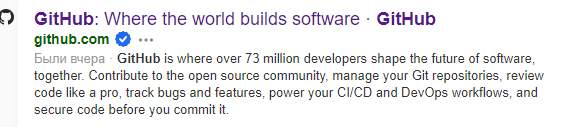 GitHub: Where the world builds software · GitHub
github.com
Были вчера · GitHub is where over 73 million developers shape the future of software,
together. Contribute to the open source community, manage your Git repositories, review
code like a pro, track bugs and features, power your CI/CD and DevOps workflows, and
secure code before you commit it.